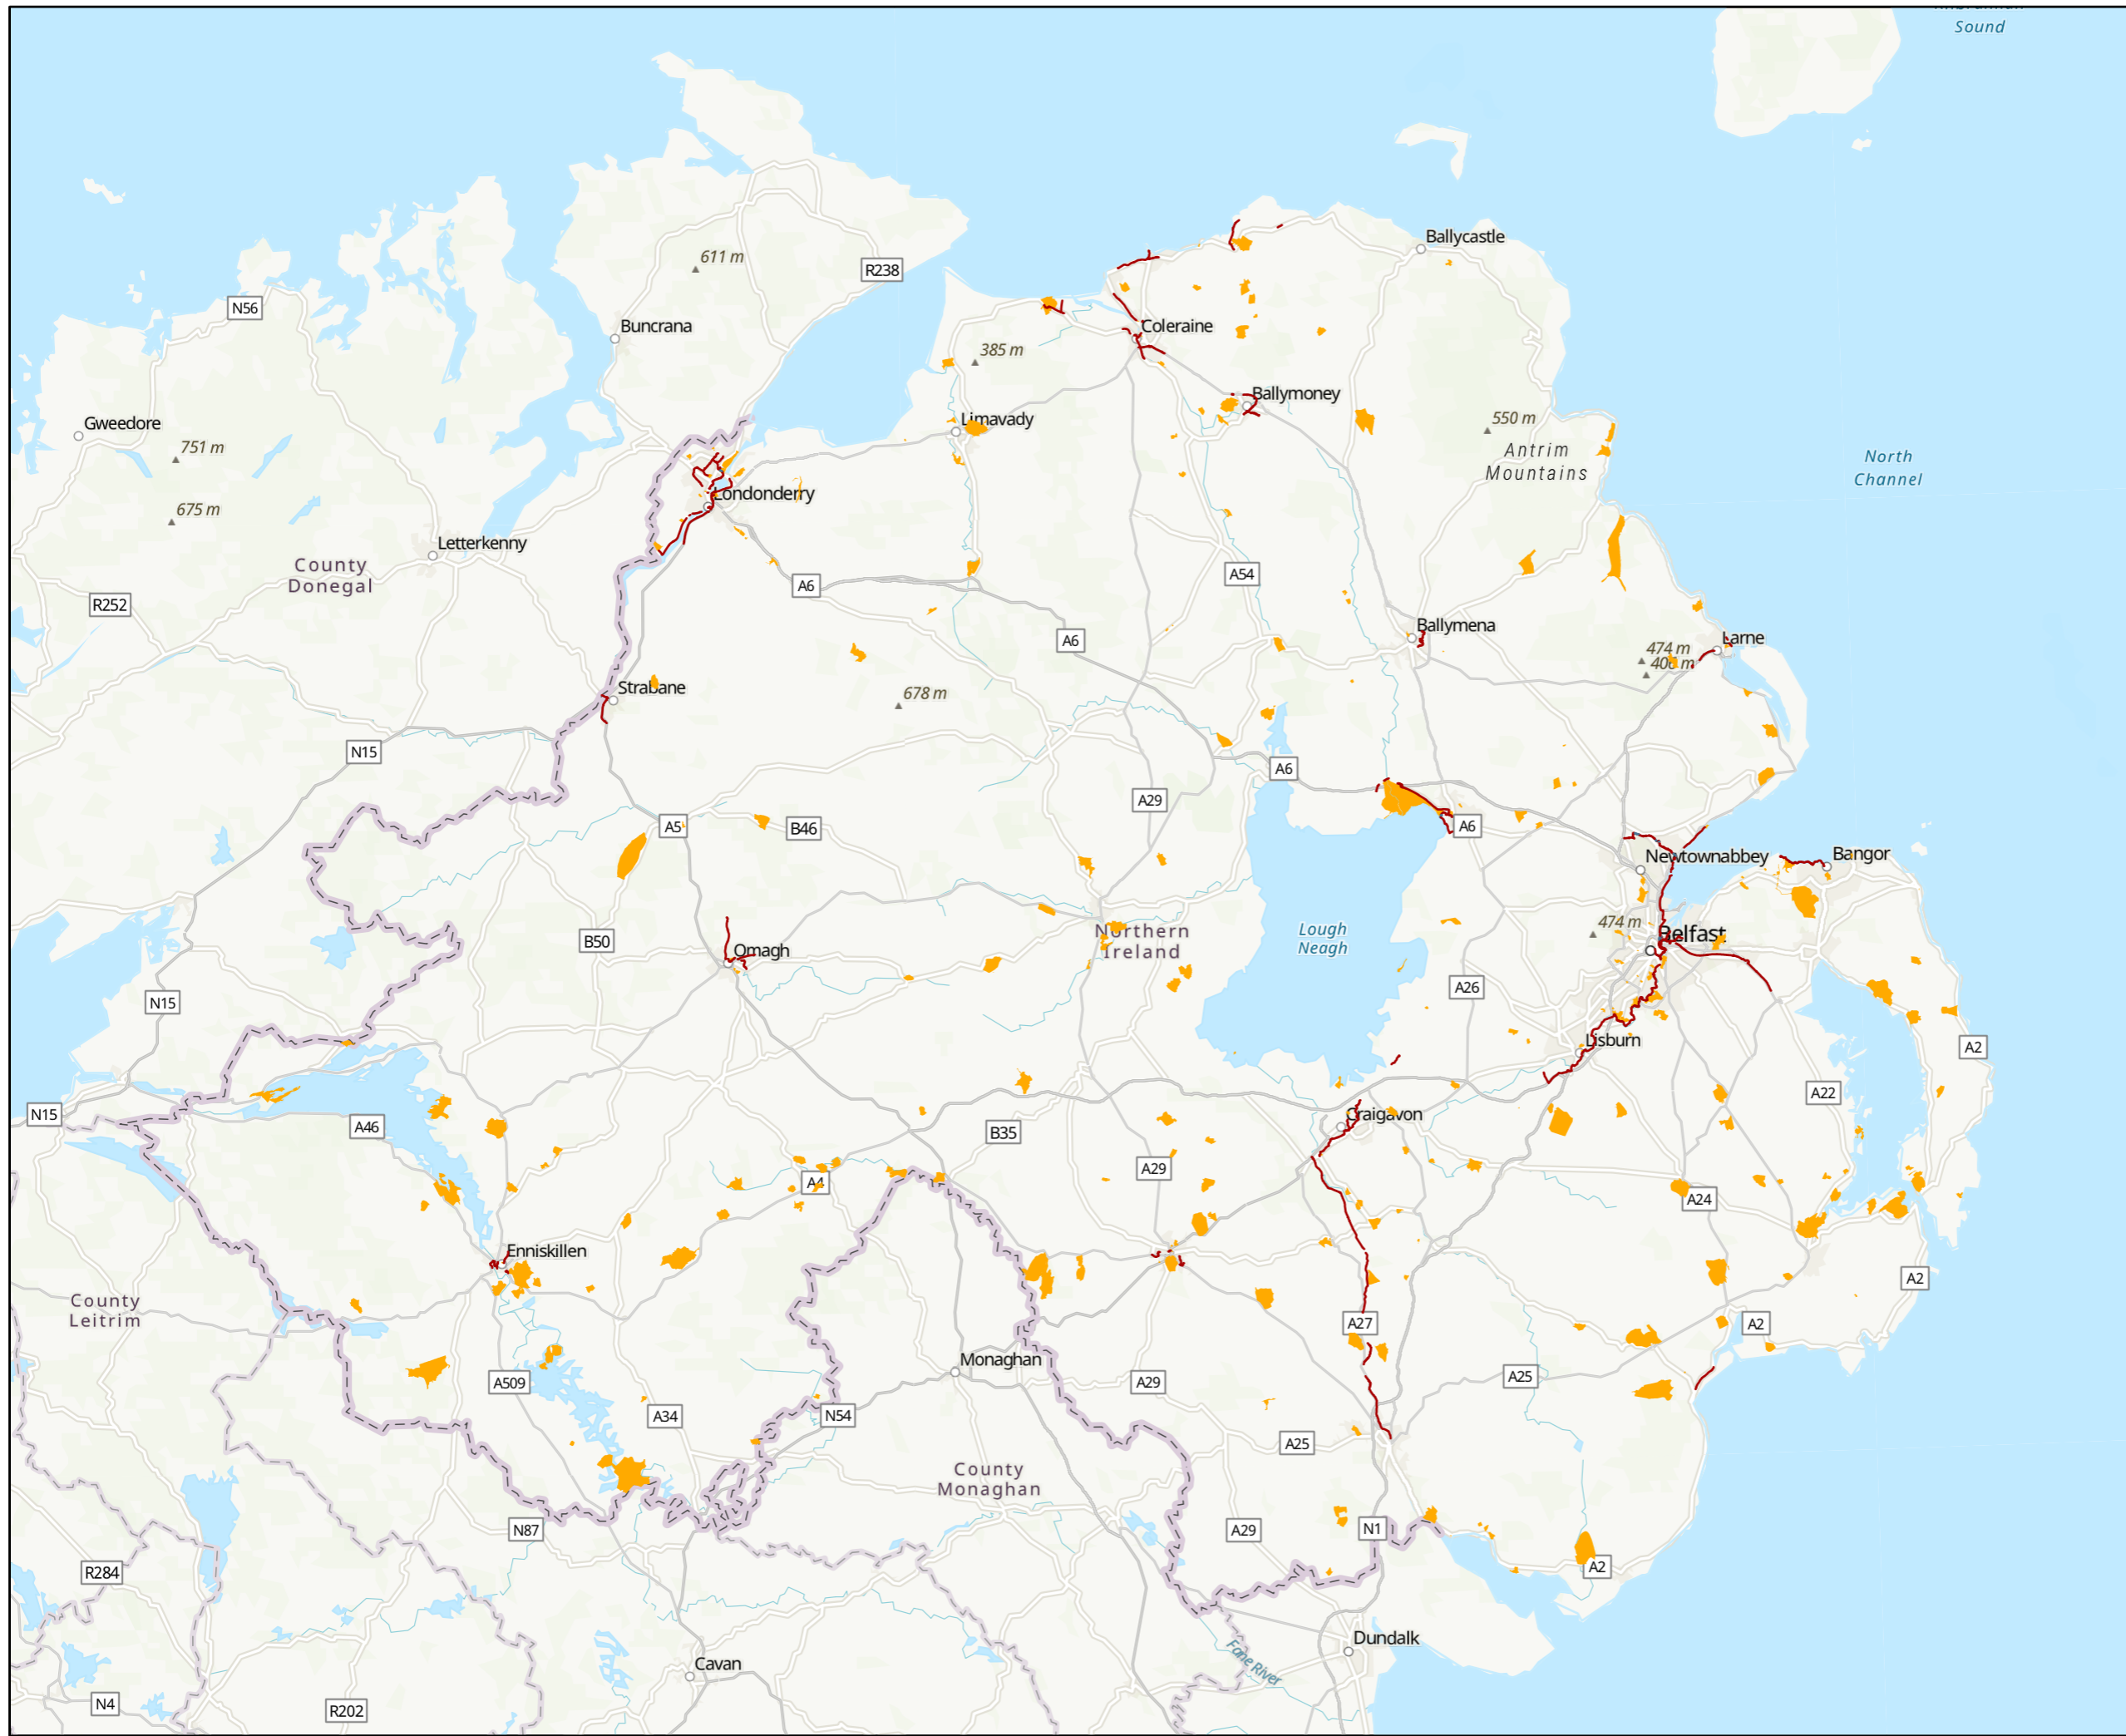 Sound
Ballycastle
611 m
R238
N56
Buncrana
Coleraine
385 m
Ballymoney
Gweedore
Limavady
550 m
751 m
Antrim
Mountains
North
Channel
Londonderry
675 m
Letterkenny
County
Donegal
A54
A6
R252
Ballymena
A6
Larne
474 m
406 m
Strabane
678 m
N15
A6
A29
A5
B46
A6
Newtownabbey
Bangor
474 m
Belfast
B50
Omagh
Northern
Ireland
Lough
Neagh
A26
N15
Lisburn
A2
A22
N15
A46
Craigavon
B35
A29
A4
A24
Enniskillen
A2
County
Leitrim
A27
A2
Monaghan
A25
A509
A29
A34
N54
A25
County
Monaghan
N87
A29
N1
R284
A2
Dundalk
Fane River
Cavan
N4
R202